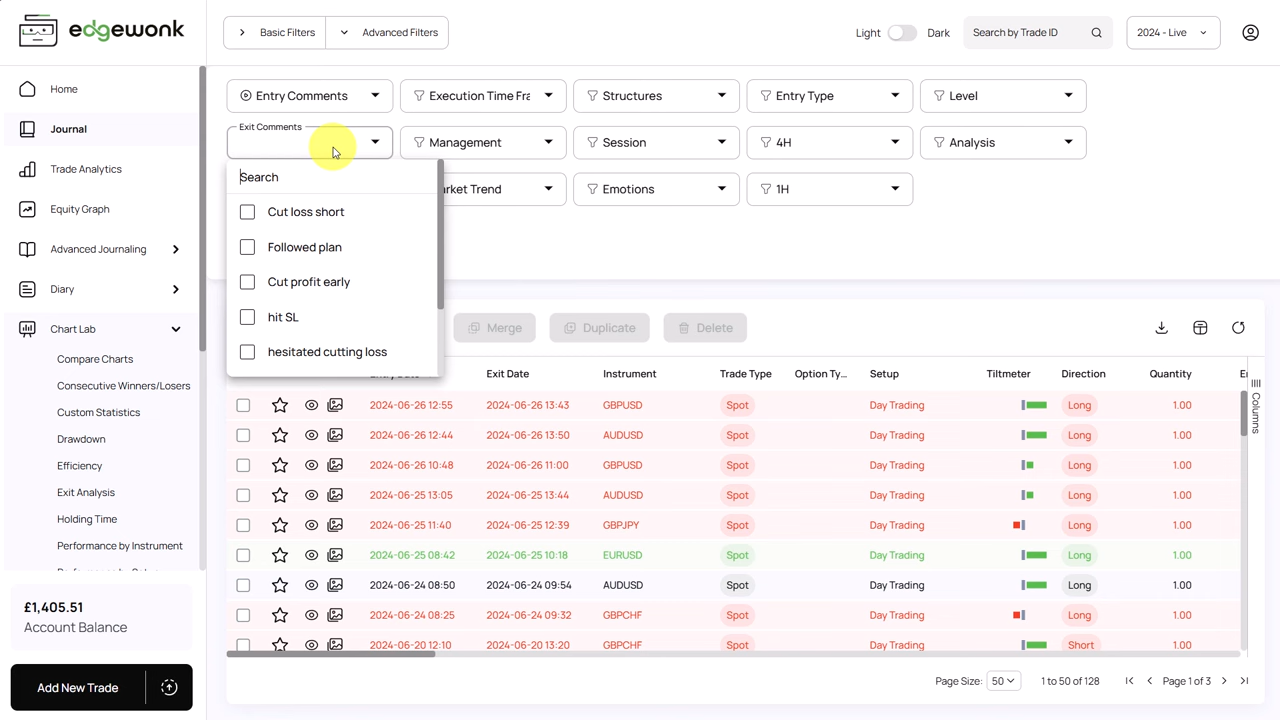 edgewonk
Basic Filters
Advanced Filters
Light
Dark
Search by Trade ID
2024 - Live
Home
Journal
Trade Analytics
Equity Graph
Advanced Journaling
Diary
Chart Lab
Compare Charts
Consecutive Winners/Losers
Custom Statistics
Drawdown
Efficiency
Exit Analysis
Holding Time
Performance by Instrument
£1,405.51
Account Balance
Add New Trade
Entry Comments
Execution Time Fra
Structures
Entry Type
Level
Exit Comments
Management
Session
4H
Analysis
rket Trend
Emotions
1H
Search
Cut loss short
Followed plan
Cut profit early
hit SL
hesitated cutting loss
Merge
Duplicate
Delete
Entry Date Exit Date Instrument Trade Type Option Ty... Setup Tiltmeter Direction Quantity
2024-06-26 12:55 2024-06-26 13:43 GBPUSD Spot Day Trading Long 1.00
2024-06-26 12:44 2024-06-26 13:50 AUDUSD Spot Day Trading Long 1.00
2024-06-26 10:48 2024-06-26 11:00 GBPUSD Spot Day Trading Long 1.00
2024-06-25 13:05 2024-06-25 13:44 AUDUSD Spot Day Trading Long 1.00
2024-06-25 11:40 2024-06-25 12:39 GBPJPY Spot Day Trading Long 1.00
2024-06-25 08:42 2024-06-25 10:18 EURUSD Spot Day Trading Long 1.00
2024-06-24 08:50 2024-06-24 09:54 AUDUSD Spot Day Trading Long 1.00
2024-06-24 08:25 2024-06-24 09:32 GBPCHF Spot Day Trading Long 1.00
2024-06-20 12:10 2024-06-20 13:20 GBPCHF Spot Day Trading Short 1.00
Columns
Page Size: 50 1 to 50 of 128 Page 1 of 3